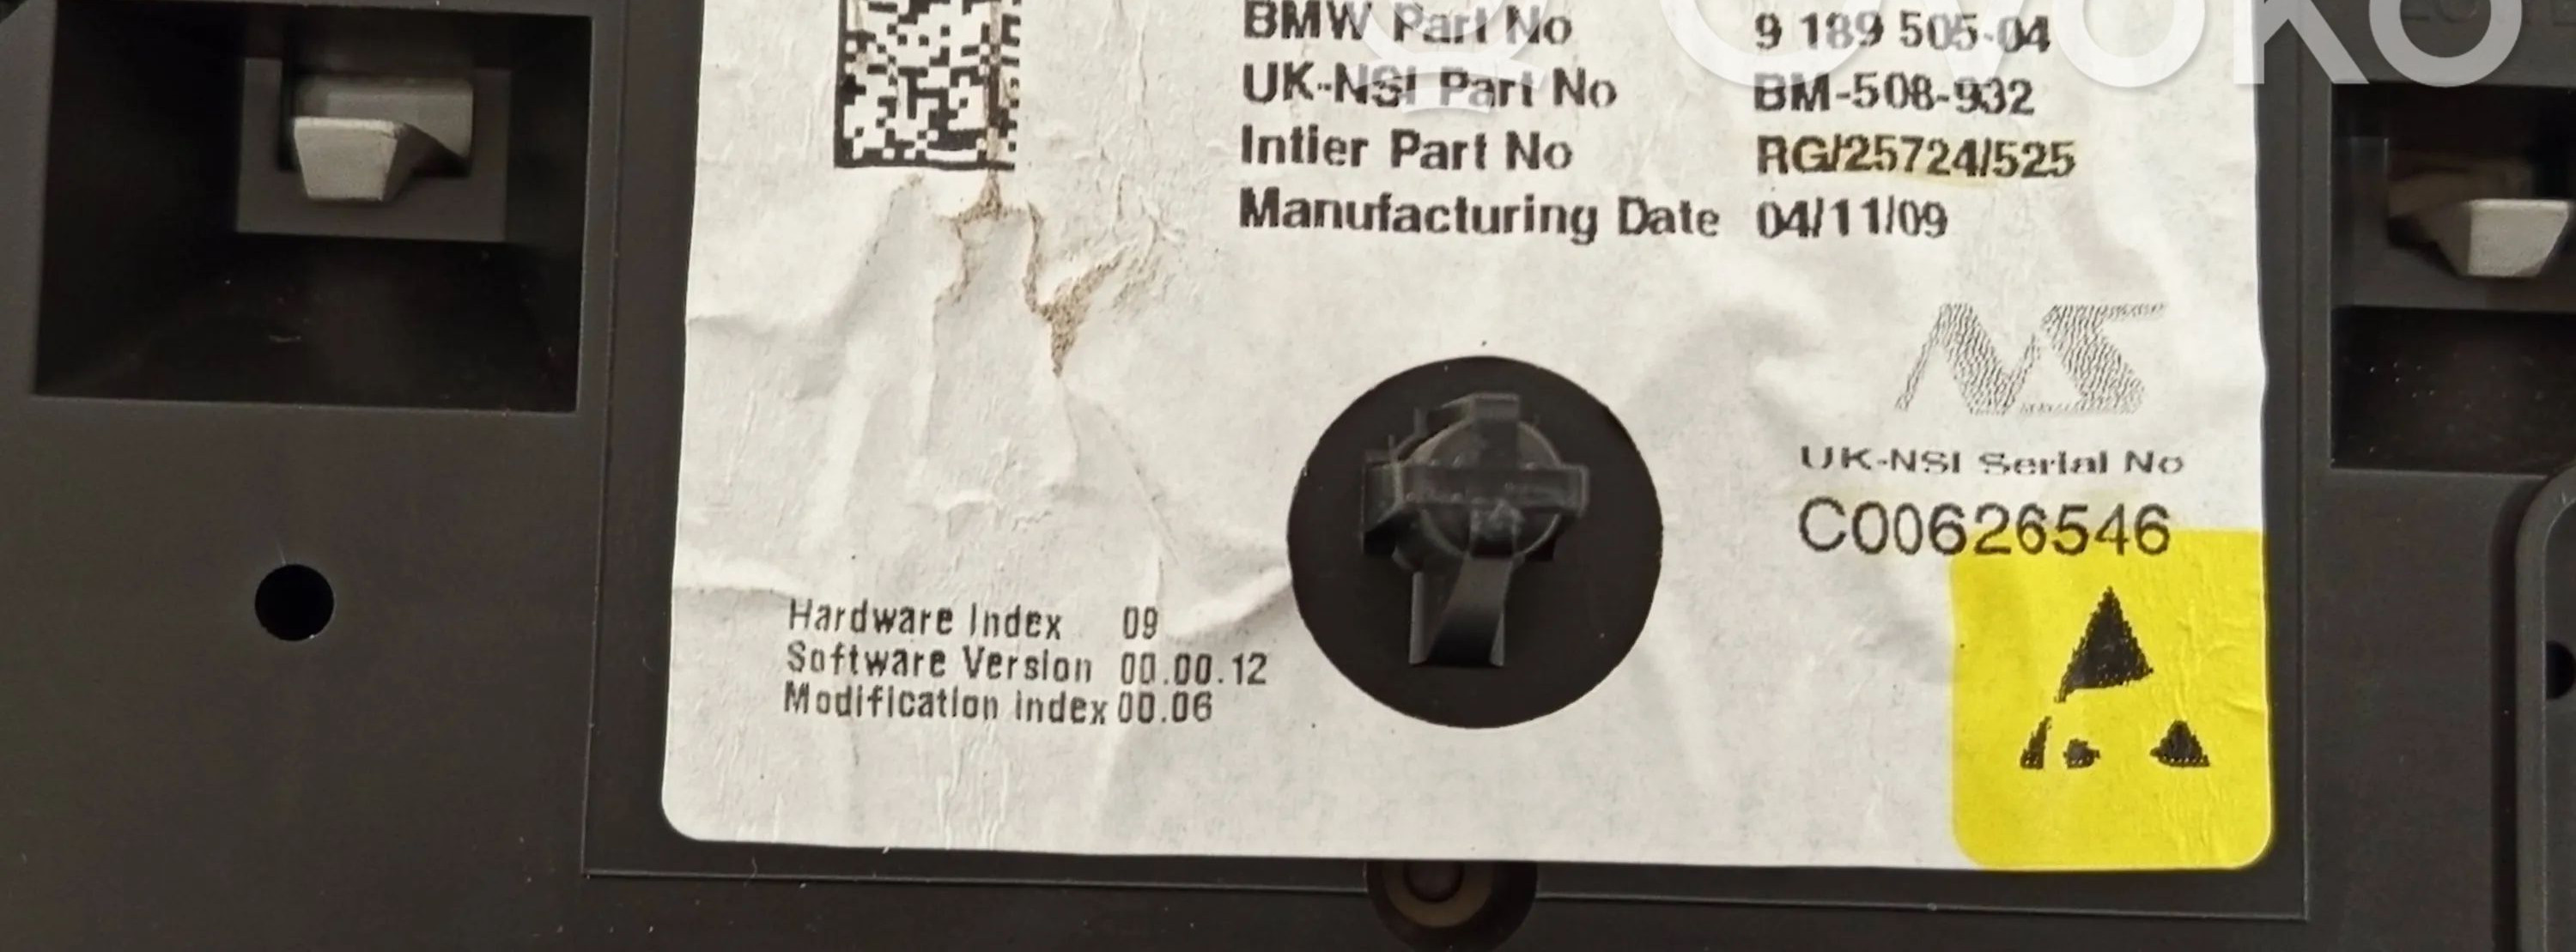 BMW Part No 9 189 505-04
UK-NSI Part No BM-508-932
Intier Part No RG/25724/525
Manufacturing Date 04/11/09
NS
UK-NSI Serial No
C00626546
Hardware Index 09
Software Version 00.00.12
Modification index 00.06
OVOKO